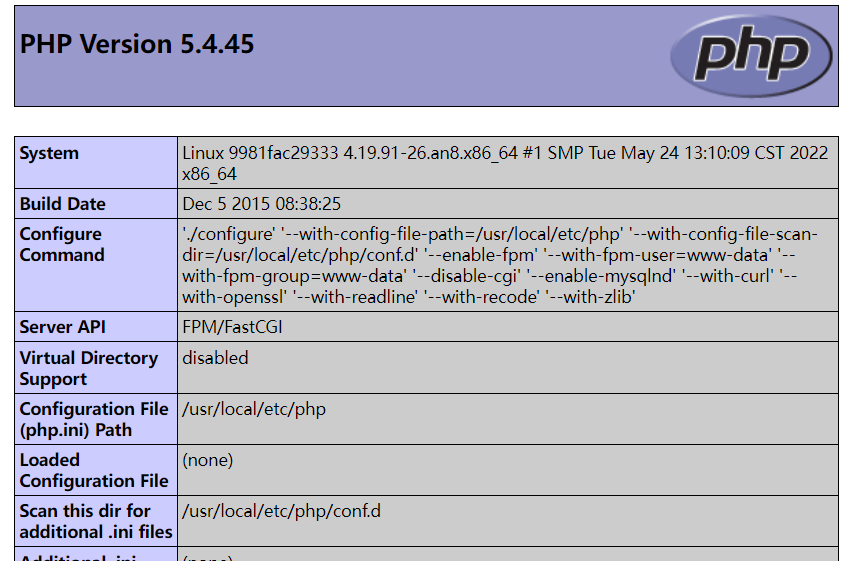 PHP Version 5.4.45
php
System
Linux 9981fac29333 4.19.91-26.an8.x86_64 #1 SMP Tue May 24 13:10:09 CST 2022
x86_64
Build Date
Dec 5 2015 08:38:25
Configure
Command
'./configure' '--with-config-file-path=/usr/local/etc/php' '--with-config-file-scan-
dir=/usr/local/etc/php/conf.d' '--enable-fpm' '--with-fpm-user=www-data' '--
with-fpm-group=www-data' '--disable-cgi' '--enable-mysqlnd' '--with-curl' '--
with-openssl' '--with-readline' '--with-recode' '--with-zlib'
Server API
FPM/FastCGI
Virtual Directory
Support
disabled
Configuration File
(php.ini) Path
/usr/local/etc/php
Loaded
Configuration File
(none)
Scan this dir for
additional .ini files
/usr/local/etc/php/conf.d
Additional .ini
(none)